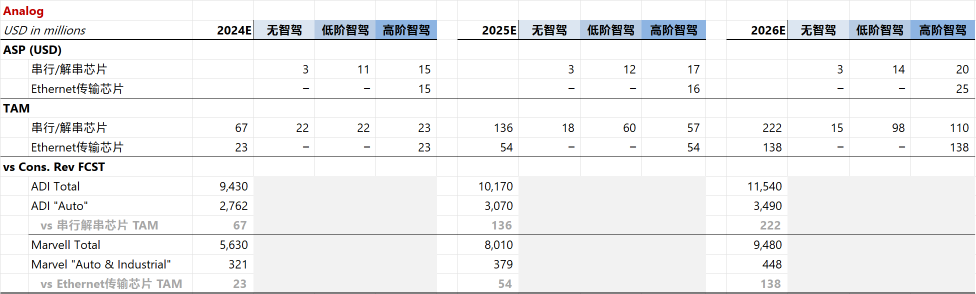 Analog
USD in millions 2024E 无智驾 低阶智驾 高阶智驾 2025E 无智驾 低阶智驾 高阶智驾 2026E 无智驾 低阶智驾 高阶智驾
ASP (USD)
串行/解串芯片 3 11 15 3 12 17 3 14 20
Ethernet传输芯片 – – 15 – – 16 – – 25
TAM
串行/解串芯片 67 22 22 23 136 18 60 57 222 15 98 110
Ethernet传输芯片 23 – – 23 54 – – 54 138 – – 138
vs Cons. Rev FCST
ADI Total 9,430 10,170 11,540
ADI "Auto" 2,762 3,070 3,490
vs 串行解串芯片 TAM 67 136 222
Marvell Total 5,630 8,010 9,480
Marvel "Auto & Industrial" 321 379 448
vs Ethernet传输芯片 TAM 23 54 138